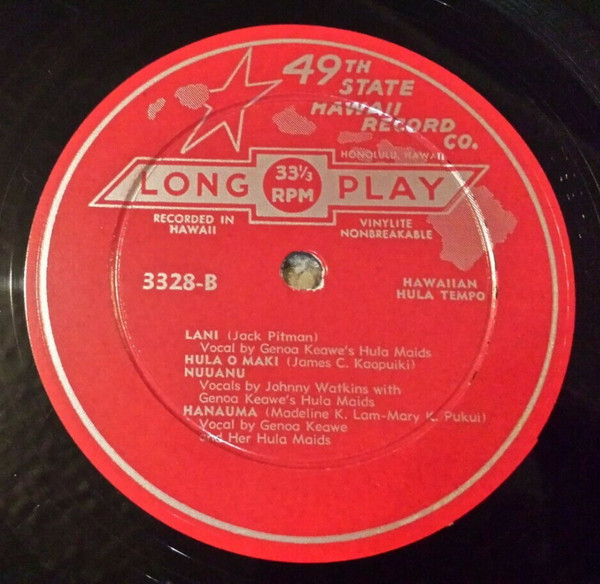 49TH
STATE
HAWAII
RECORD
CO.
HONOLULU, HAWAII
LONG 33⅓ RPM PLAY
RECORDED IN
HAWAII
VINYLITE
NONBREAKABLE
3328-B
HAWAIIAN
HULA TEMPO
LANI (Jack Pitman)
Vocal by Genoa Keawe's Hula Maids
HULA O MAKI (James C. Kaopuiki)
NUUANU
Vocals by Johnny Watkins with
Genoa Keawe's Hula Maids
HANAUMA (Madeline K. Lam-Mary K. Pukui)
Vocal by Genoa Keawe
and Her Hula Maids